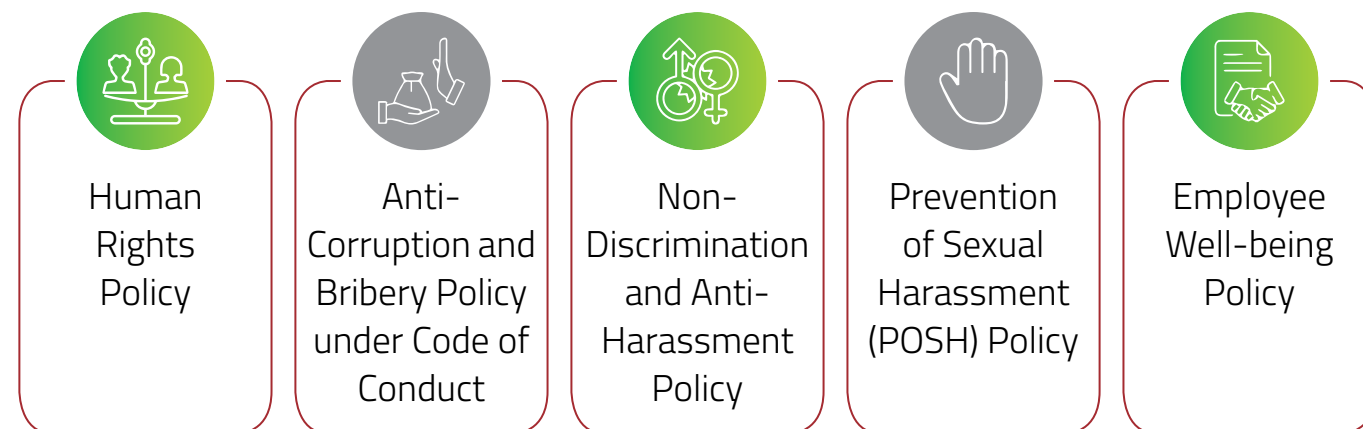 Human
Rights
Policy
Anti-
Corruption and
Bribery Policy
under Code of
Conduct
Non-
Discrimination
and Anti-
Harassment
Policy
Prevention
of Sexual
Harassment
(POSH) Policy
Employee
Well-being
Policy